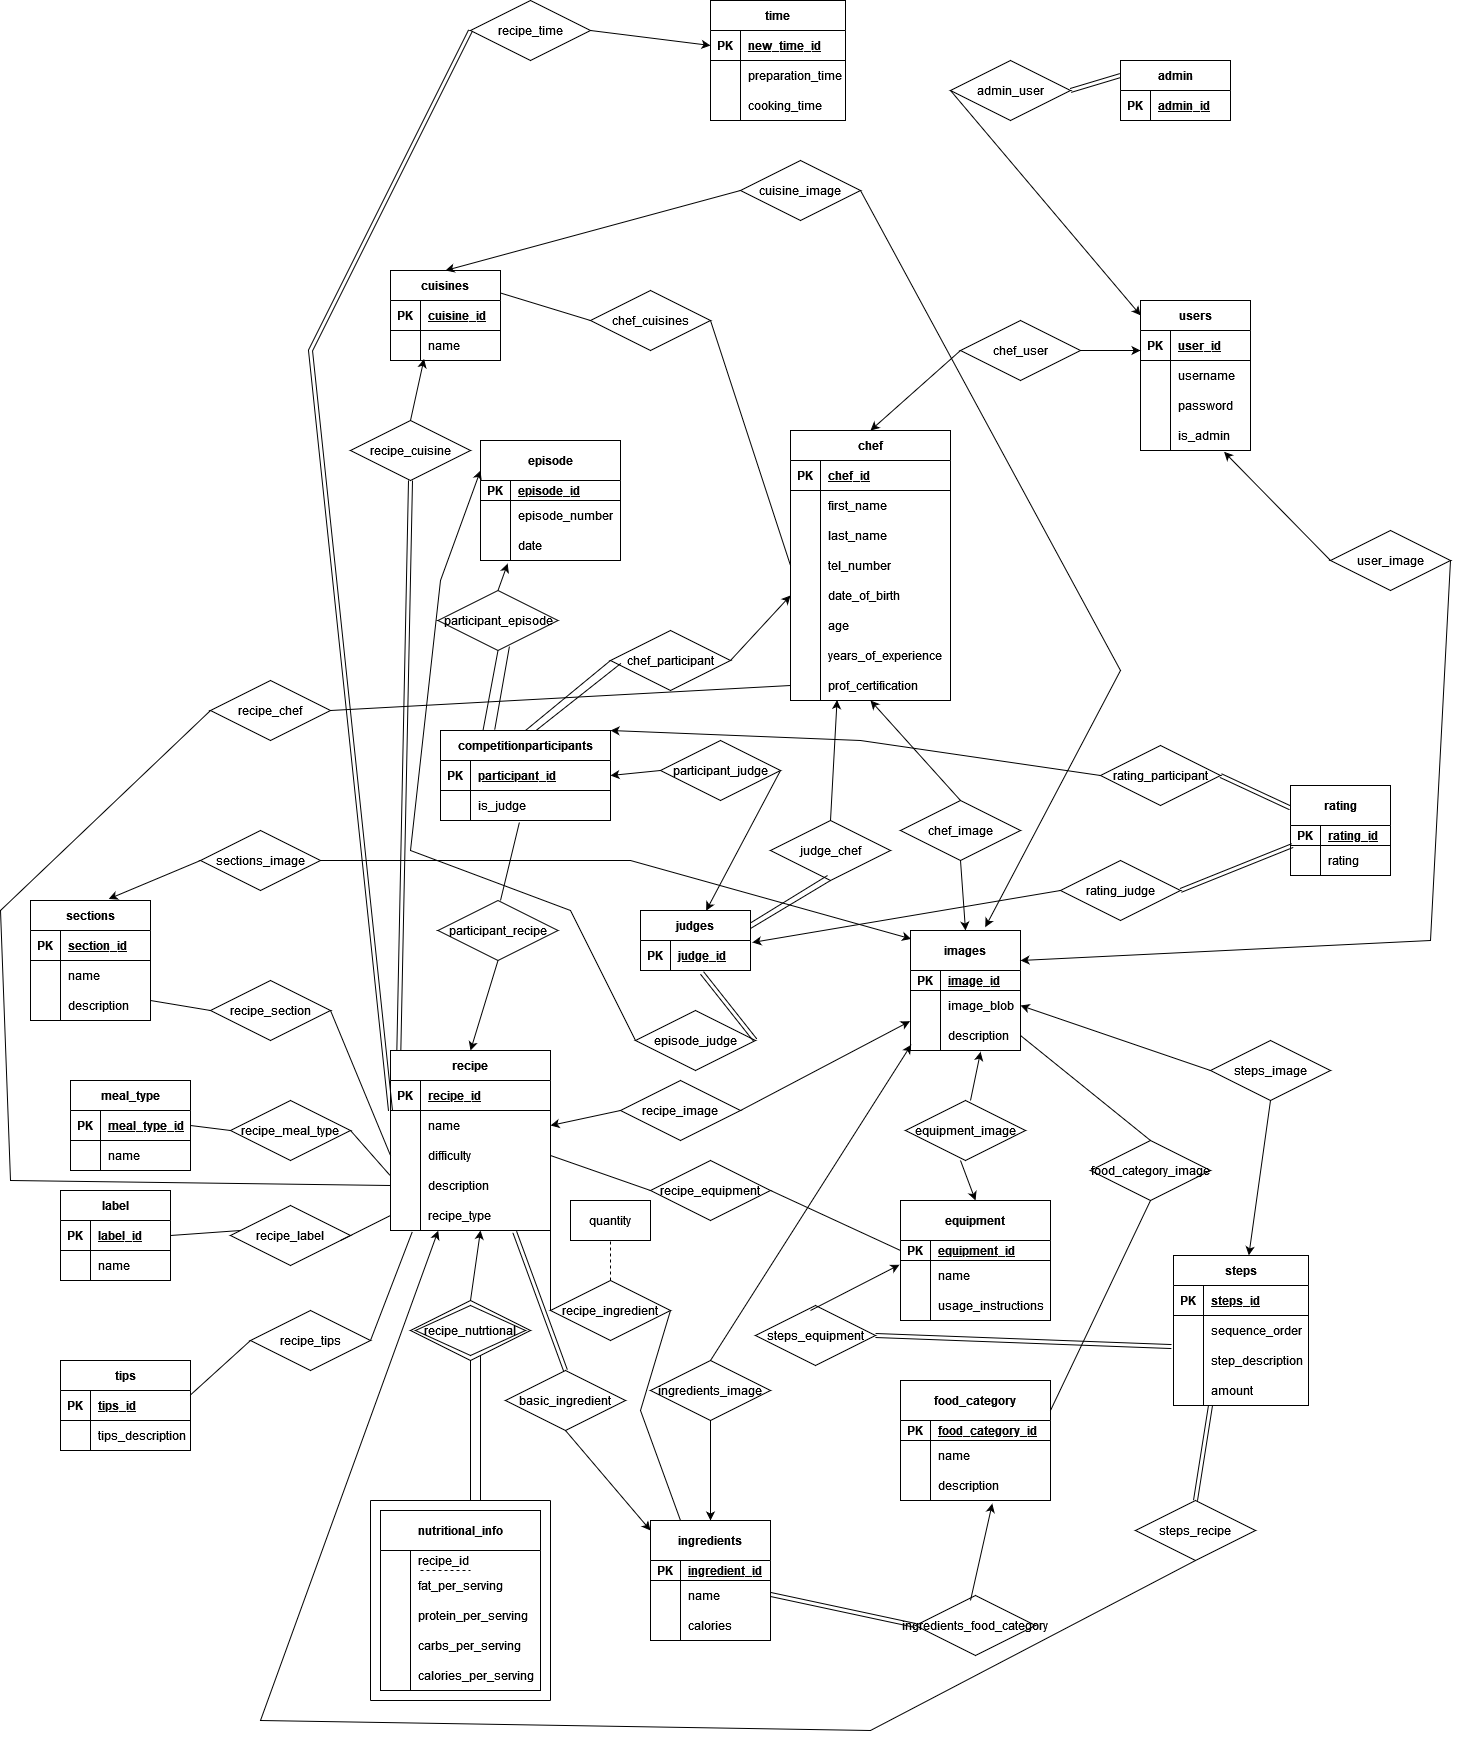 time
recipe_time
PK new_time_id
preparation_time
cooking_time
admin
admin_user
PK admin_id
cuisine_image
cuisines
PK cuisine_id
name
chef_cuisines
users
PK user_id
username
password
is_admin
chef_user
recipe_cuisine
episode
PK episode_id
episode_number
date
chef
PK chef_id
first_name
last_name
tel_number
date_of_birth
age
years_of_experience
prof_certification
user_image
participant_episode
chef_participant
recipe_chef
competitionparticipants
PK participant_id
is_judge
participant_judge
rating_participant
rating
PK rating_id
rating
chef_image
judge_chef
sections_image
rating_judge
sections
PK section_id
name
description
participant_recipe
judges
PK judge_id
images
PK image_id
image_blob
description
recipe_section
episode_judge
recipe
PK recipe_id
name
difficulty
description
recipe_type
steps_image
meal_type
PK meal_type_id
name
recipe_meal_type
recipe_image
equipment_image
food_category_image
recipe_equipment
label
PK label_id
name
recipe_label
quantity
equipment
PK equipment_id
name
usage_instructions
steps
PK steps_id
sequence_order
step_description
amount
recipe_ingredient
recipe_nutrtional
recipe_tips
steps_equipment
tips
PK tips_id
tips_description
basic_ingredient
ingredients_image
food_category
PK food_category_id
name
description
nutritional_info
recipe_id
fat_per_serving
protein_per_serving
carbs_per_serving
calories_per_serving
ingredients
PK ingredient_id
name
calories
steps_recipe
ingredients_food_category